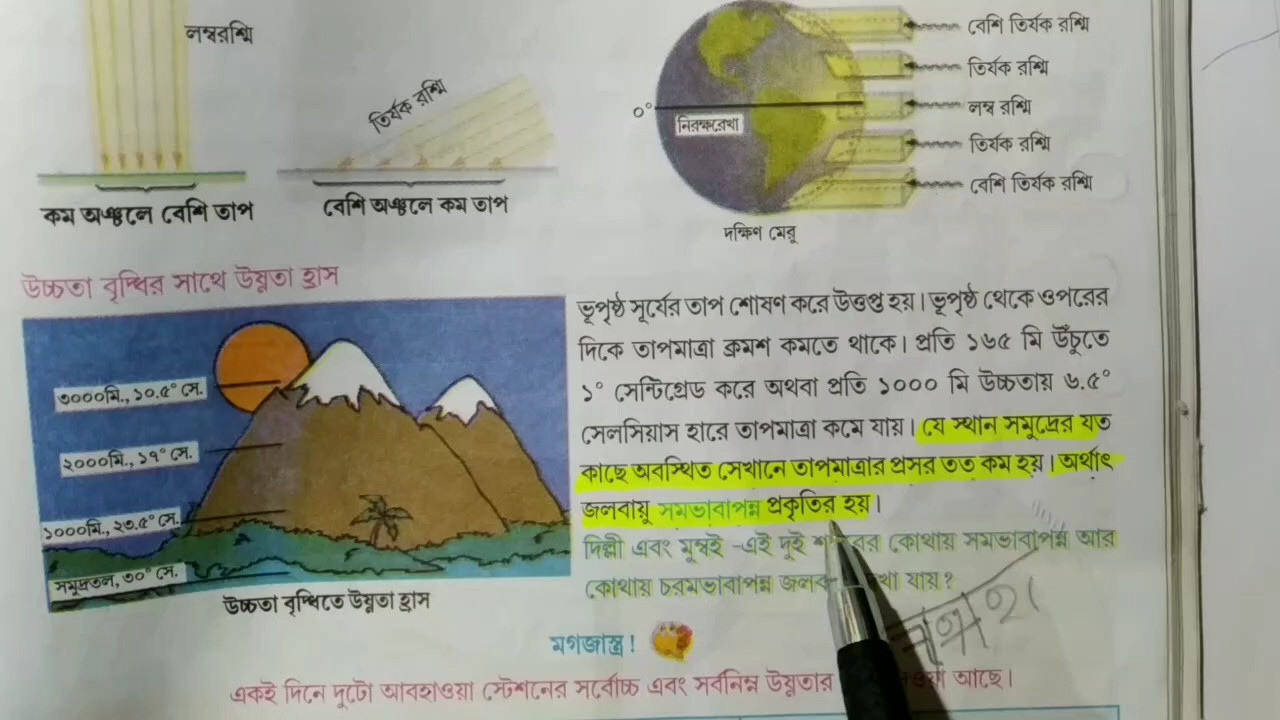 লম্বরশ্মি
তির্যক রশ্মি
কম অঞ্চলে বেশি তাপ
বেশি অঞ্চলে কম তাপ
বেশি তির্যক রশ্মি
তির্যক রশ্মি
০°
নিরক্ষরেখা
লম্ব রশ্মি
তির্যক রশ্মি
বেশি তির্যক রশ্মি
দক্ষিণ মেরু
উচ্চতা বৃদ্ধির সাথে উষ্ণতা হ্রাস
৩০০০মি., ১০.৫° সে.
২০০০মি., ১৭° সে.
১০০০মি., ২৩.৫° সে.
সমুদ্রতল, ৩০° সে.
উচ্চতা বৃদ্ধিতে উষ্ণতা হ্রাস
ভূপৃষ্ঠ সূর্যের তাপ শোষণ করে উত্তপ্ত হয়। ভূপৃষ্ঠ থেকে ওপরের
দিকে তাপমাত্রা ক্রমশ কমতে থাকে। প্রতি ১৬৫ মি উঁচুতে
১° সেন্টিগ্রেড করে অথবা প্রতি ১০০০ মি উচ্চতায় ৬.৫°
সেলসিয়াস হারে তাপমাত্রা কমে যায়। যে স্থান সমুদ্রের যত
কাছে অবস্থিত সেখানে তাপমাত্রার প্রসর তত কম হয়। অর্থাৎ
জলবায়ু সমভাবাপন্ন প্রকৃতির হয়।
দিল্লী এবং মুম্বই -এই দুই কোথায় সমভাবাপন্ন আর
কোথায় চরমভাবাপন্ন যায়?
মগজাস্ত্র!
একই দিনে দুটো আবহাওয়া স্টেশনের সর্বোচ্চ এবং সর্বনিম্ন উষ্ণতার আছে।